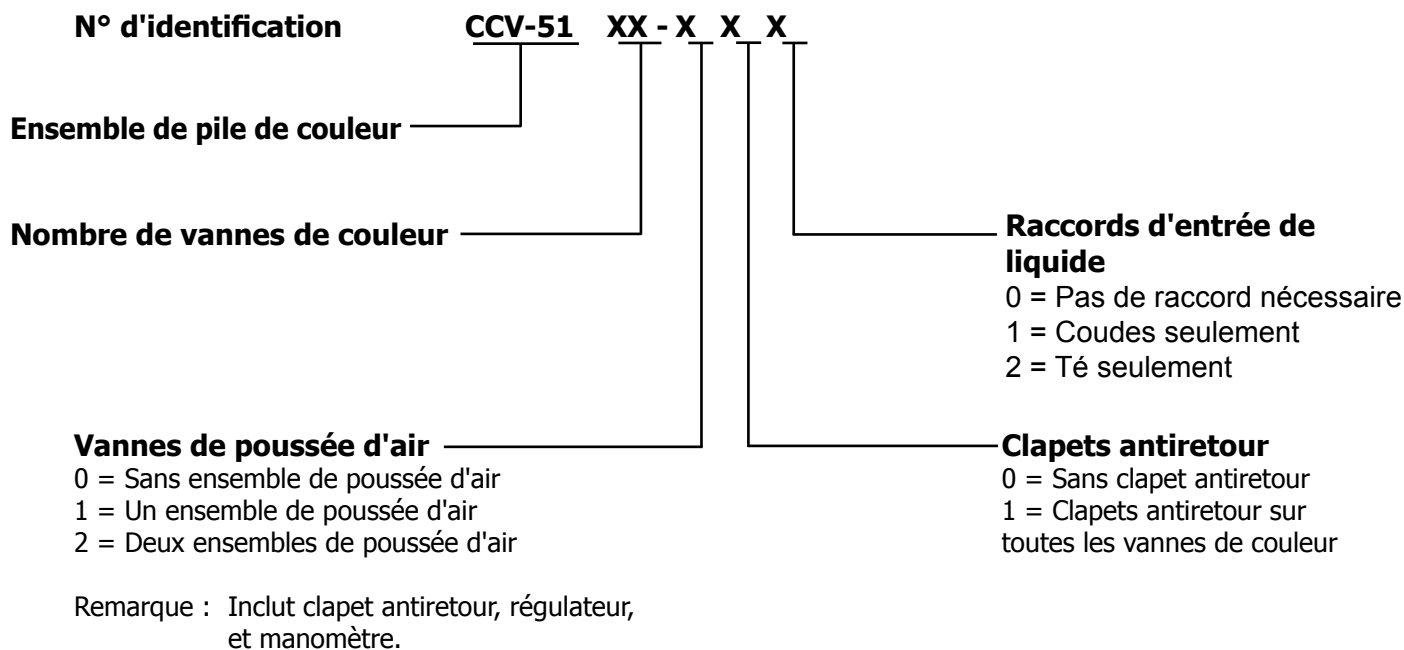 N° d'identification CCV-51 XX - X X X
Ensemble de pile de couleur
Nombre de vannes de couleur
Raccords d'entrée de
liquide
0 = Pas de raccord nécessaire
1 = Coudes seulement
2 = Té seulement
Vannes de poussée d'air
0 = Sans ensemble de poussée d'air
1 = Un ensemble de poussée d'air
2 = Deux ensembles de poussée d'air
Remarque : Inclut clapet antiretour, régulateur,
et manomètre.
Clapets antiretour
0 = Sans clapet antiretour
1 = Clapets antiretour sur
toutes les vannes de couleur